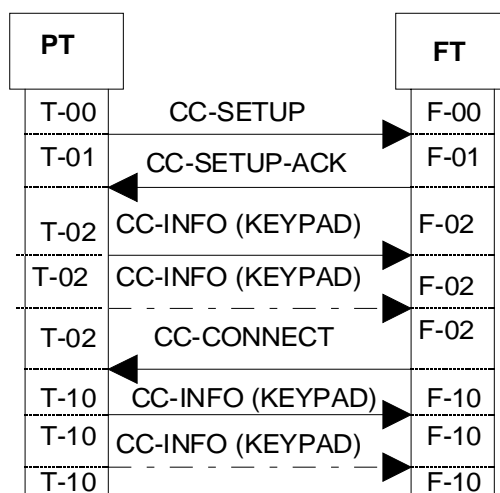 PT FT
T-00 CC-SETUP F-00
T-01 CC-SETUP-ACK F-01
T-02 CC-INFO (KEYPAD) F-02
T-02 CC-INFO (KEYPAD) F-02
T-02 CC-CONNECT F-02
T-10 CC-INFO (KEYPAD) F-10
T-10 CC-INFO (KEYPAD) F-10
T-10 F-10